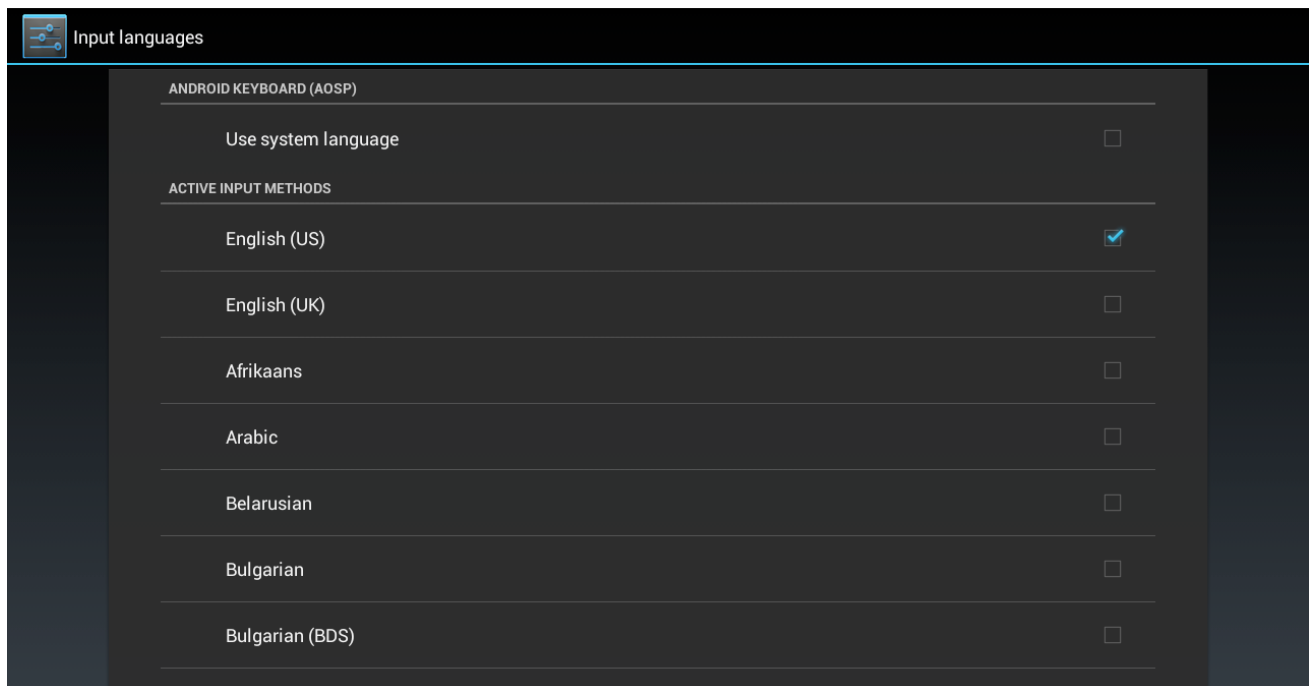 Input languages
ANDROID KEYBOARD (AOSP)
Use system language
ACTIVE INPUT METHODS
English (US)
English (UK)
Afrikaans
Arabic
Belarusian
Bulgarian
Bulgarian (BDS)